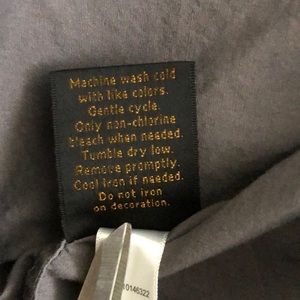 Machine wash cold
with like colors.
Gentle cycle.
Only non-chlorine
bleach when needed.
Tumble dry low.
Remove promptly.
Cool iron if needed.
Do not iron
on decoration.
10146322